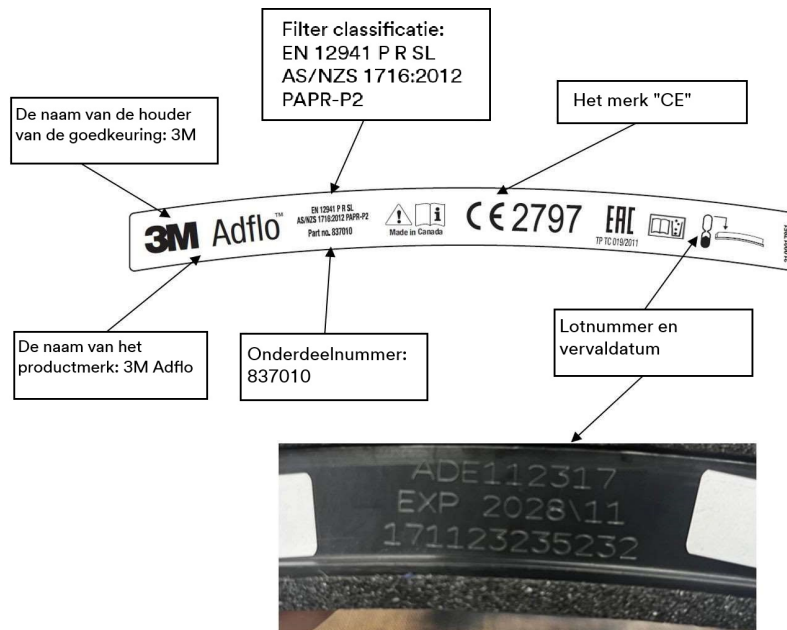 Filter classificatie:
EN 12941 P R SL
AS/NZS 1716:2012
PAPR-P2
De naam van de houder
van de goedkeuring: 3M
Het merk "CE"
3M Adflo™
EN 12941 P R SL
AS/NZS 1716:2012 PAPR-P2
Part no. 837010
Made in Canada
CE 2797
EAC
TP TC 019/2011
De naam van het
productmerk: 3M Adflo
Onderdeelnummer:
837010
Lotnummer en
vervaldatum
ADE112317
EXP 2028\11
171123235232